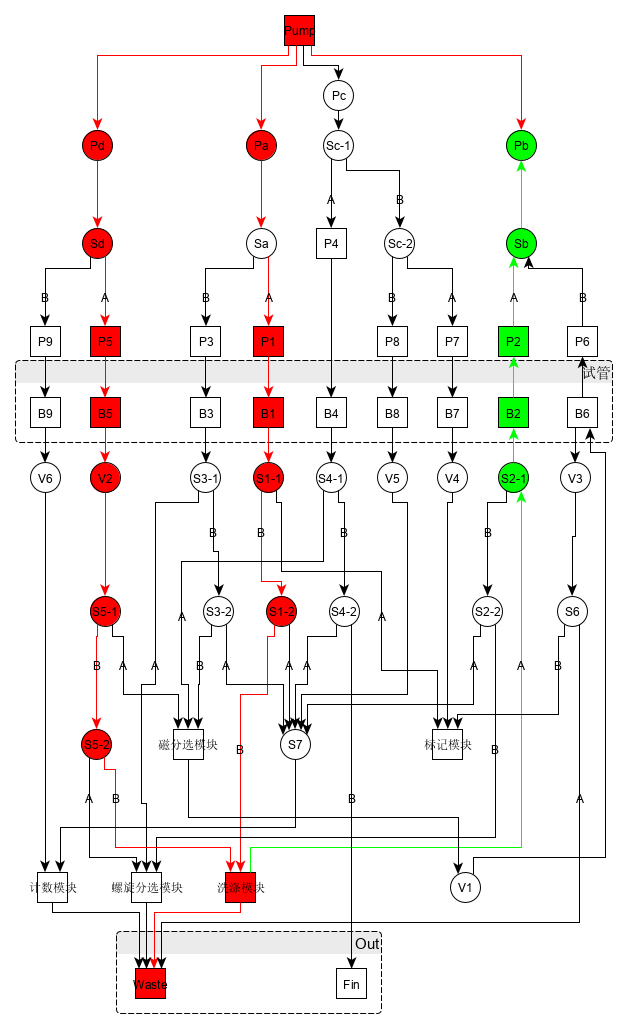 Pump
Pc
Pd
Pa
Sc-1
Pb
A
B
Sd
Sa
P4
Sc-2
Sb
B
A
B
A
B
A
A
B
P9
P5
P3
P1
P8
P7
P2
P6
试管
B9
B5
B3
B1
B4
B8
B7
B2
B6
V6
V2
S3-1
S1-1
S4-1
V5
V4
S2-1
V3
B
B
B
B
S5-1
S3-2
S1-2
S4-2
S2-2
S6
A
A
A
B
A
A
B
A
A
A
A
B
S5-2
磁分选模块
S7
标记模块
B
B
A
B
B
A
计数模块
螺旋分选模块
洗涤模块
V1
Out
Waste
Fin